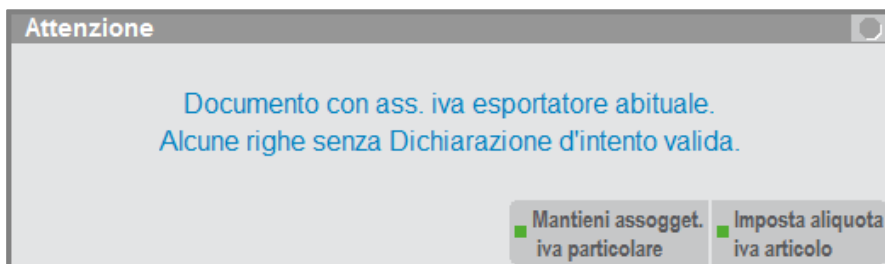 Attenzione
Documento con ass. iva esportatore abituale.
Alcune righe senza Dichiarazione d'intento valida.
Mantieni assogget.
iva particolare
Imposta aliquota
iva articolo